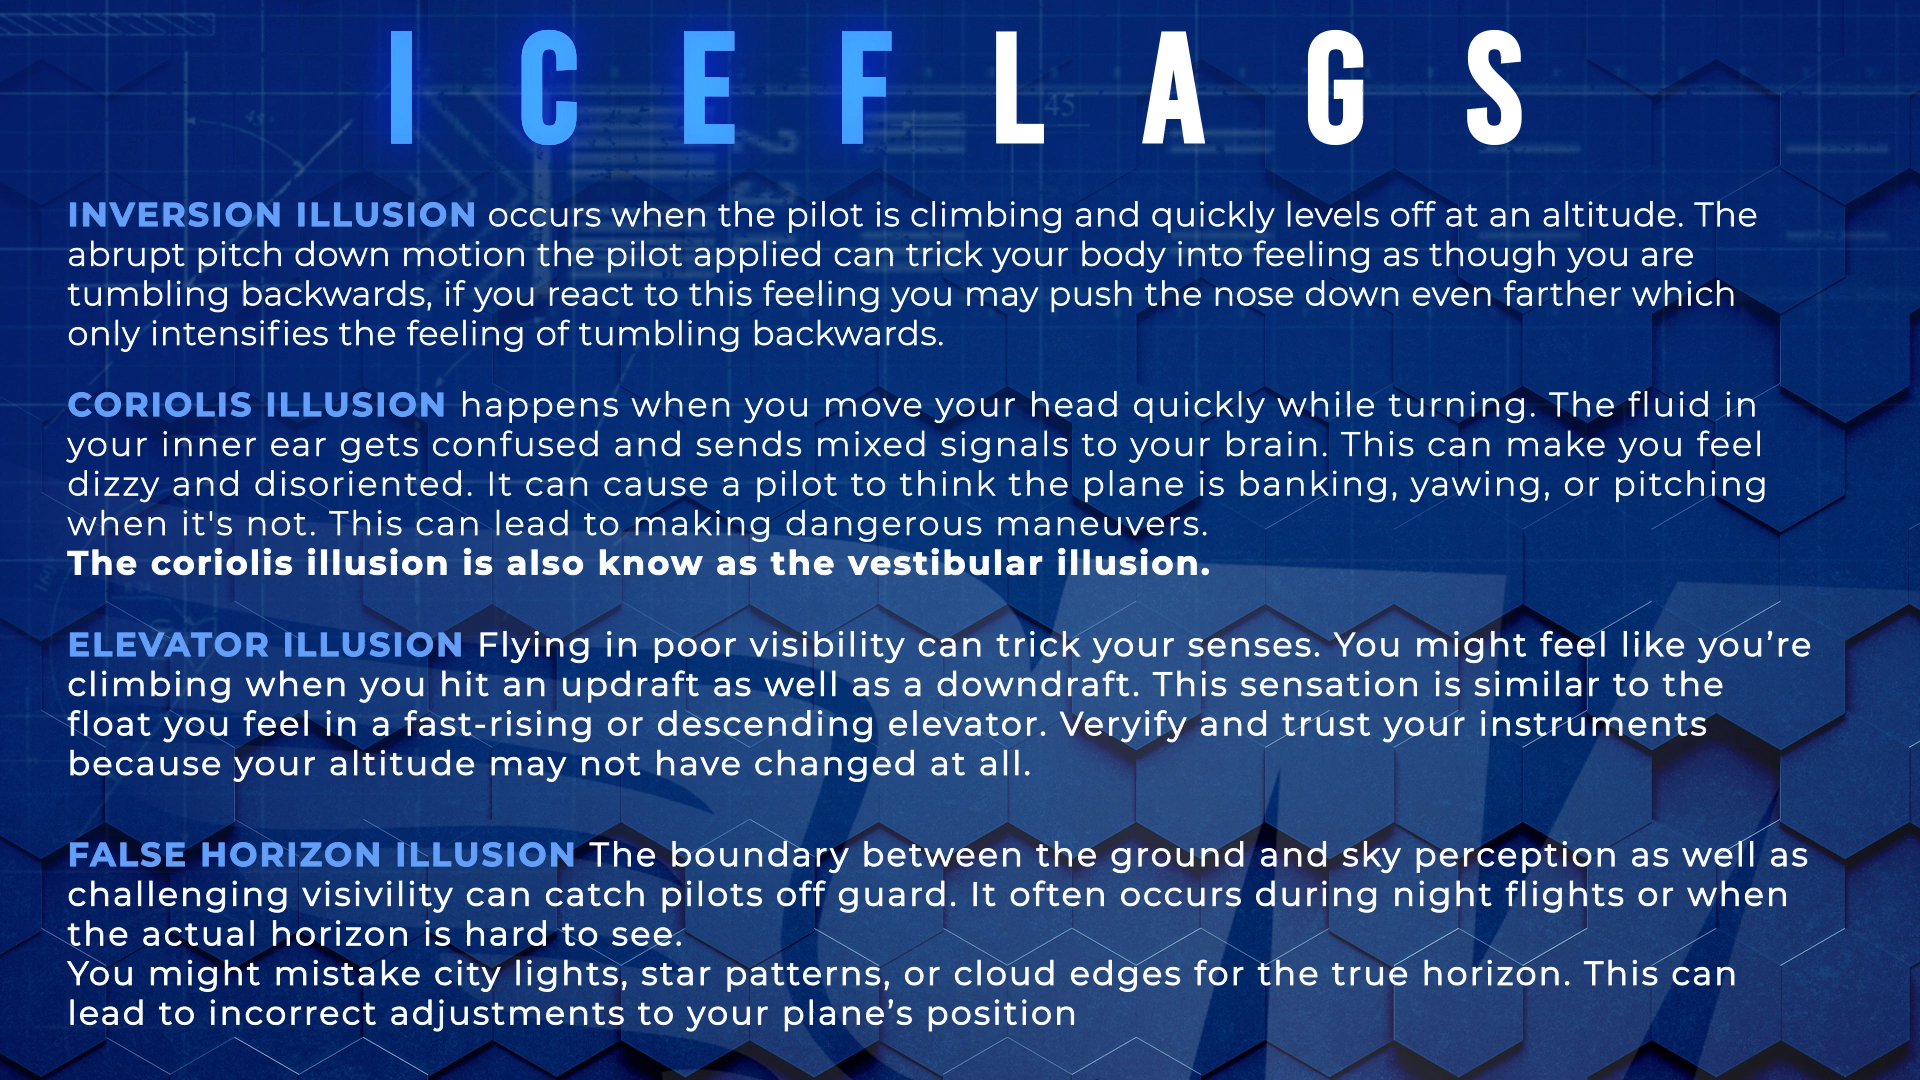 I C E F L A G S
INVERSION ILLUSION occurs when the pilot is climbing and quickly levels off at an altitude. The
abrupt pitch down motion the pilot applied can trick your body into feeling as though you are
tumbling backwards, if you react to this feeling you may push the nose down even farther which
only intensifies the feeling of tumbling backwards.
CORIOLIS ILLUSION happens when you move your head quickly while turning. The fluid in
your inner ear gets confused and sends mixed signals to your brain. This can make you feel
dizzy and disoriented. It can cause a pilot to think the plane is banking, yawing, or pitching
when it's not. This can lead to making dangerous maneuvers.
The coriolis illusion is also know as the vestibular illusion.
ELEVATOR ILLUSION Flying in poor visibility can trick your senses. You might feel like you’re
climbing when you hit an updraft as well as a downdraft. This sensation is similar to the
float you feel in a fast-rising or descending elevator. Veryify and trust your instruments
because your altitude may not have changed at all.
FALSE HORIZON ILLUSION The boundary between the ground and sky perception as well as
challenging visivility can catch pilots off guard. It often occurs during night flights or when
the actual horizon is hard to see.
You might mistake city lights, star patterns, or cloud edges for the true horizon. This can
lead to incorrect adjustments to your plane’s position